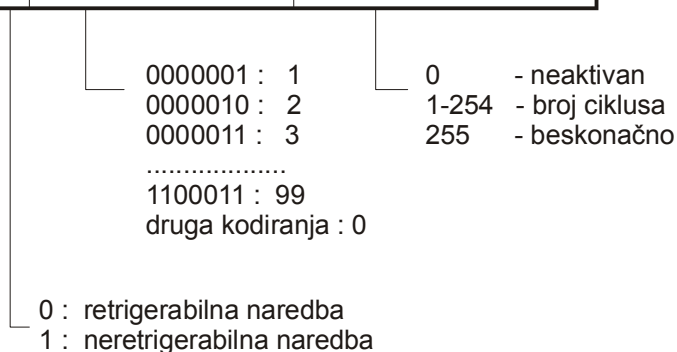 0000001 : 1 0 - neaktivan
0000010 : 2 1-254 - broj ciklusa
0000011 : 3 255 - beskonačno
...................
1100011 : 99
druga kodiranja : 0
0 : retrigerabilna naredba
1 : neretrigerabilna naredba